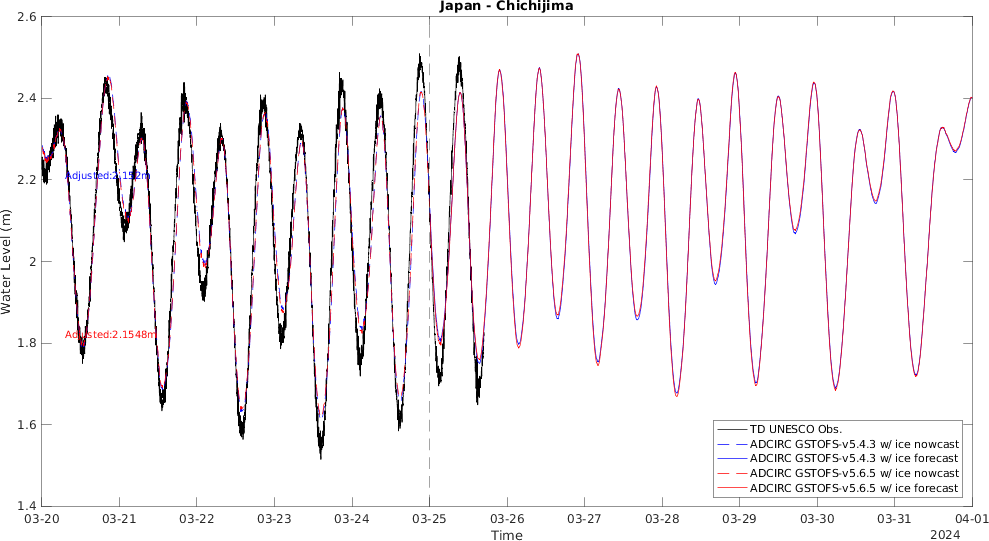 Japan - Chichijima
2.6
2.4
2.2
2
1.8
1.6
1.4
Water Level (m)
Adjusted:2.152m
Adjusted:2.1548m
TD UNESCO Obs.
ADCIRC GSTOFS-v5.4.3 w/ ice nowcast
ADCIRC GSTOFS-v5.4.3 w/ ice forecast
ADCIRC GSTOFS-v5.6.5 w/ ice nowcast
ADCIRC GSTOFS-v5.6.5 w/ ice forecast
03-20 03-21 03-22 03-23 03-24 03-25 03-26 03-27 03-28 03-29 03-30 03-31 04-01
Time
2024